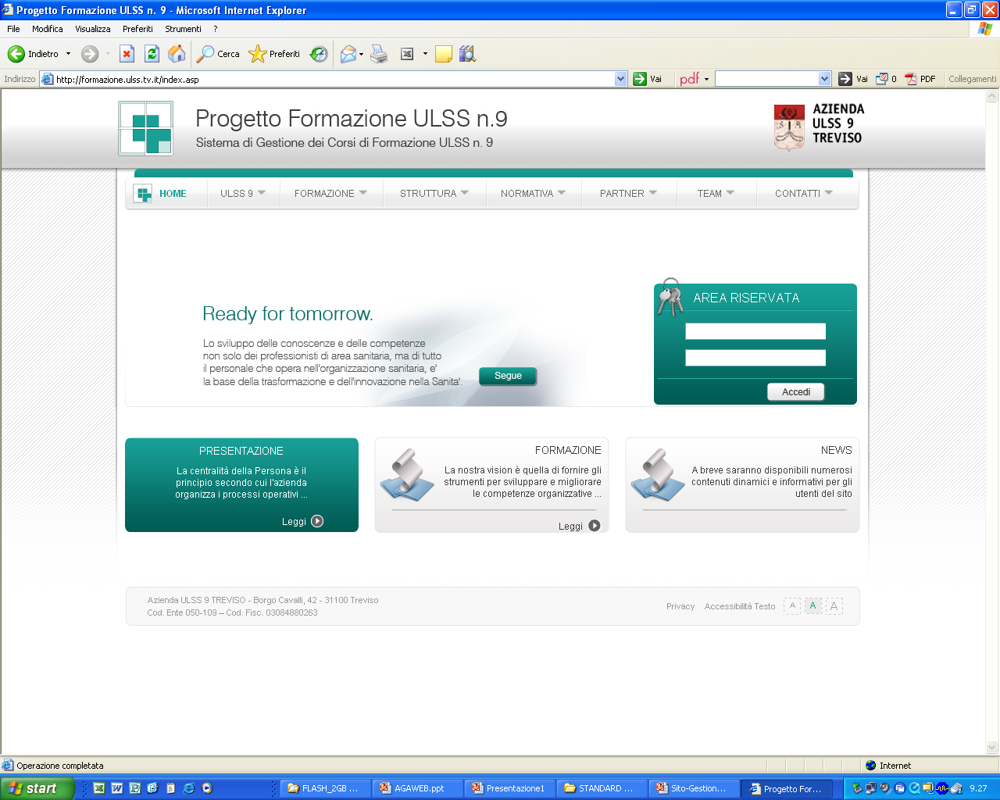 Progetto Formazione ULSS n. 9 - Microsoft Internet Explorer
File Modifica Visualizza Preferiti Strumenti ?
Indietro Cerca Preferiti
Indirizzo http://formazione.ulss.tv.it/index.asp Vai pdf Vai 0 PDF Collegamenti
Progetto Formazione ULSS n.9
Sistema di Gestione dei Corsi di Formazione ULSS n. 9
AZIENDA
ULSS 9
TREVISO
HOME ULSS 9 FORMAZIONE STRUTTURA NORMATIVA PARTNER TEAM CONTATTI
Ready for tomorrow.
Lo sviluppo delle conoscenze e delle competenze
non solo dei professionisti di area sanitaria, ma di tutto
il personale che opera nell'organizzazione sanitaria, e'
la base della trasformazione e dell'innovazione nella Sanita'.
Segue
AREA RISERVATA
Accedi
PRESENTAZIONE
La centralità della Persona è il
principio secondo cui l'azienda
organizza i processi operativi ...
Leggi
FORMAZIONE
La nostra vision è quella di fornire gli
strumenti per sviluppare e migliorare
le competenze organizzative ...
Leggi
NEWS
A breve saranno disponibili numerosi
contenuti dinamici e informativi per gli
utenti del sito
Azienda ULSS 9 TREVISO - Borgo Cavalli, 42 - 31100 Treviso
Cod. Ente 050-109 – Cod. Fisc. 03084880263
Privacy Accessibilità Testo A A A
Operazione completata Internet
start FLASH_2GB ... AGAWEB.ppt Presentazione1 STANDARD ... Sito-Gestion... Progetto For... 9.27